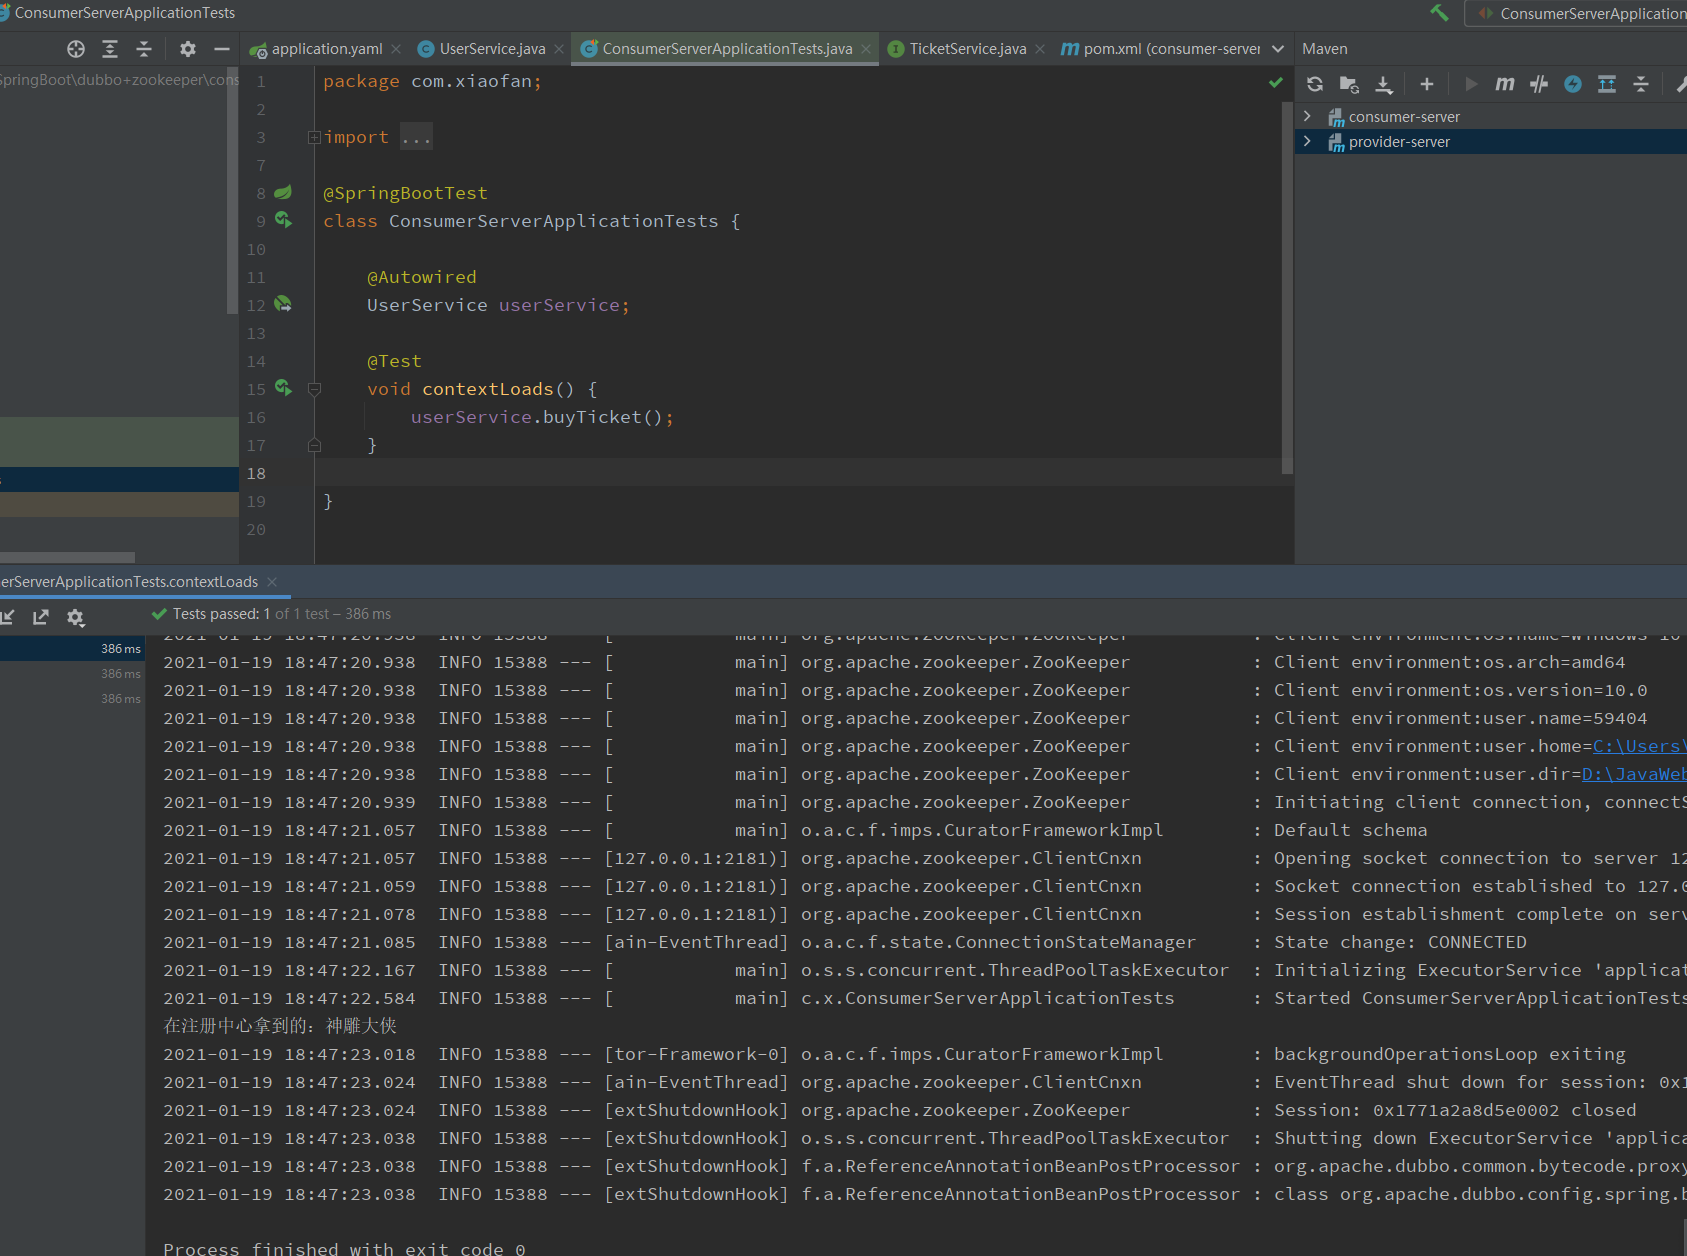 ConsumerServerApplicationTests
ConsumerServerApplication
application.yaml
UserService.java
ConsumerServerApplicationTests.java
TicketService.java
pom.xml (consumer-server
Maven
SpringBoot\dubbo+zookeeper\cons
consumer-server
provider-server
1 package com.xiaofan;
2
3 import ...
7
8 @SpringBootTest
9 class ConsumerServerApplicationTests {
10
11 @Autowired
12 UserService userService;
13
14 @Test
15 void contextLoads() {
16 userService.buyTicket();
17 }
18
19 }
20
erServerApplicationTests.contextLoads
Tests passed: 1 of 1 test – 386 ms
386 ms
386 ms
386 ms
2021-01-19 18:47:20.938 INFO 15388 --- [ main] org.apache.zookeeper.ZooKeeper : Client environment:os.name=Windows 10
2021-01-19 18:47:20.938 INFO 15388 --- [ main] org.apache.zookeeper.ZooKeeper : Client environment:os.arch=amd64
2021-01-19 18:47:20.938 INFO 15388 --- [ main] org.apache.zookeeper.ZooKeeper : Client environment:os.version=10.0
2021-01-19 18:47:20.938 INFO 15388 --- [ main] org.apache.zookeeper.ZooKeeper : Client environment:user.name=59404
2021-01-19 18:47:20.938 INFO 15388 --- [ main] org.apache.zookeeper.ZooKeeper : Client environment:user.home=C:\Users\
2021-01-19 18:47:20.938 INFO 15388 --- [ main] org.apache.zookeeper.ZooKeeper : Client environment:user.dir=D:\JavaWeb
2021-01-19 18:47:20.939 INFO 15388 --- [ main] org.apache.zookeeper.ZooKeeper : Initiating client connection, connectS
2021-01-19 18:47:21.057 INFO 15388 --- [ main] o.a.c.f.imps.CuratorFrameworkImpl : Default schema
2021-01-19 18:47:21.057 INFO 15388 --- [127.0.0.1:2181)] org.apache.zookeeper.ClientCnxn : Opening socket connection to server 12
2021-01-19 18:47:21.059 INFO 15388 --- [127.0.0.1:2181)] org.apache.zookeeper.ClientCnxn : Socket connection established to 127.0
2021-01-19 18:47:21.078 INFO 15388 --- [127.0.0.1:2181)] org.apache.zookeeper.ClientCnxn : Session establishment complete on serv
2021-01-19 18:47:21.085 INFO 15388 --- [ain-EventThread] o.a.c.f.state.ConnectionStateManager : State change: CONNECTED
2021-01-19 18:47:22.167 INFO 15388 --- [ main] o.s.s.concurrent.ThreadPoolTaskExecutor : Initializing ExecutorService 'applicat
2021-01-19 18:47:22.584 INFO 15388 --- [ main] c.x.ConsumerServerApplicationTests : Started ConsumerServerApplicationTests
在注册中心拿到的：神雕大侠
2021-01-19 18:47:23.018 INFO 15388 --- [tor-Framework-0] o.a.c.f.imps.CuratorFrameworkImpl : backgroundOperationsLoop exiting
2021-01-19 18:47:23.024 INFO 15388 --- [ain-EventThread] org.apache.zookeeper.ClientCnxn : EventThread shut down for session: 0x1
2021-01-19 18:47:23.024 INFO 15388 --- [extShutdownHook] org.apache.zookeeper.ZooKeeper : Session: 0x1771a2a8d5e0002 closed
2021-01-19 18:47:23.038 INFO 15388 --- [extShutdownHook] o.s.s.concurrent.ThreadPoolTaskExecutor : Shutting down ExecutorService 'applica
2021-01-19 18:47:23.038 INFO 15388 --- [extShutdownHook] f.a.ReferenceAnnotationBeanPostProcessor : org.apache.dubbo.common.bytecode.proxy
2021-01-19 18:47:23.038 INFO 15388 --- [extShutdownHook] f.a.ReferenceAnnotationBeanPostProcessor : class org.apache.dubbo.config.spring.b
Process finished with exit code 0